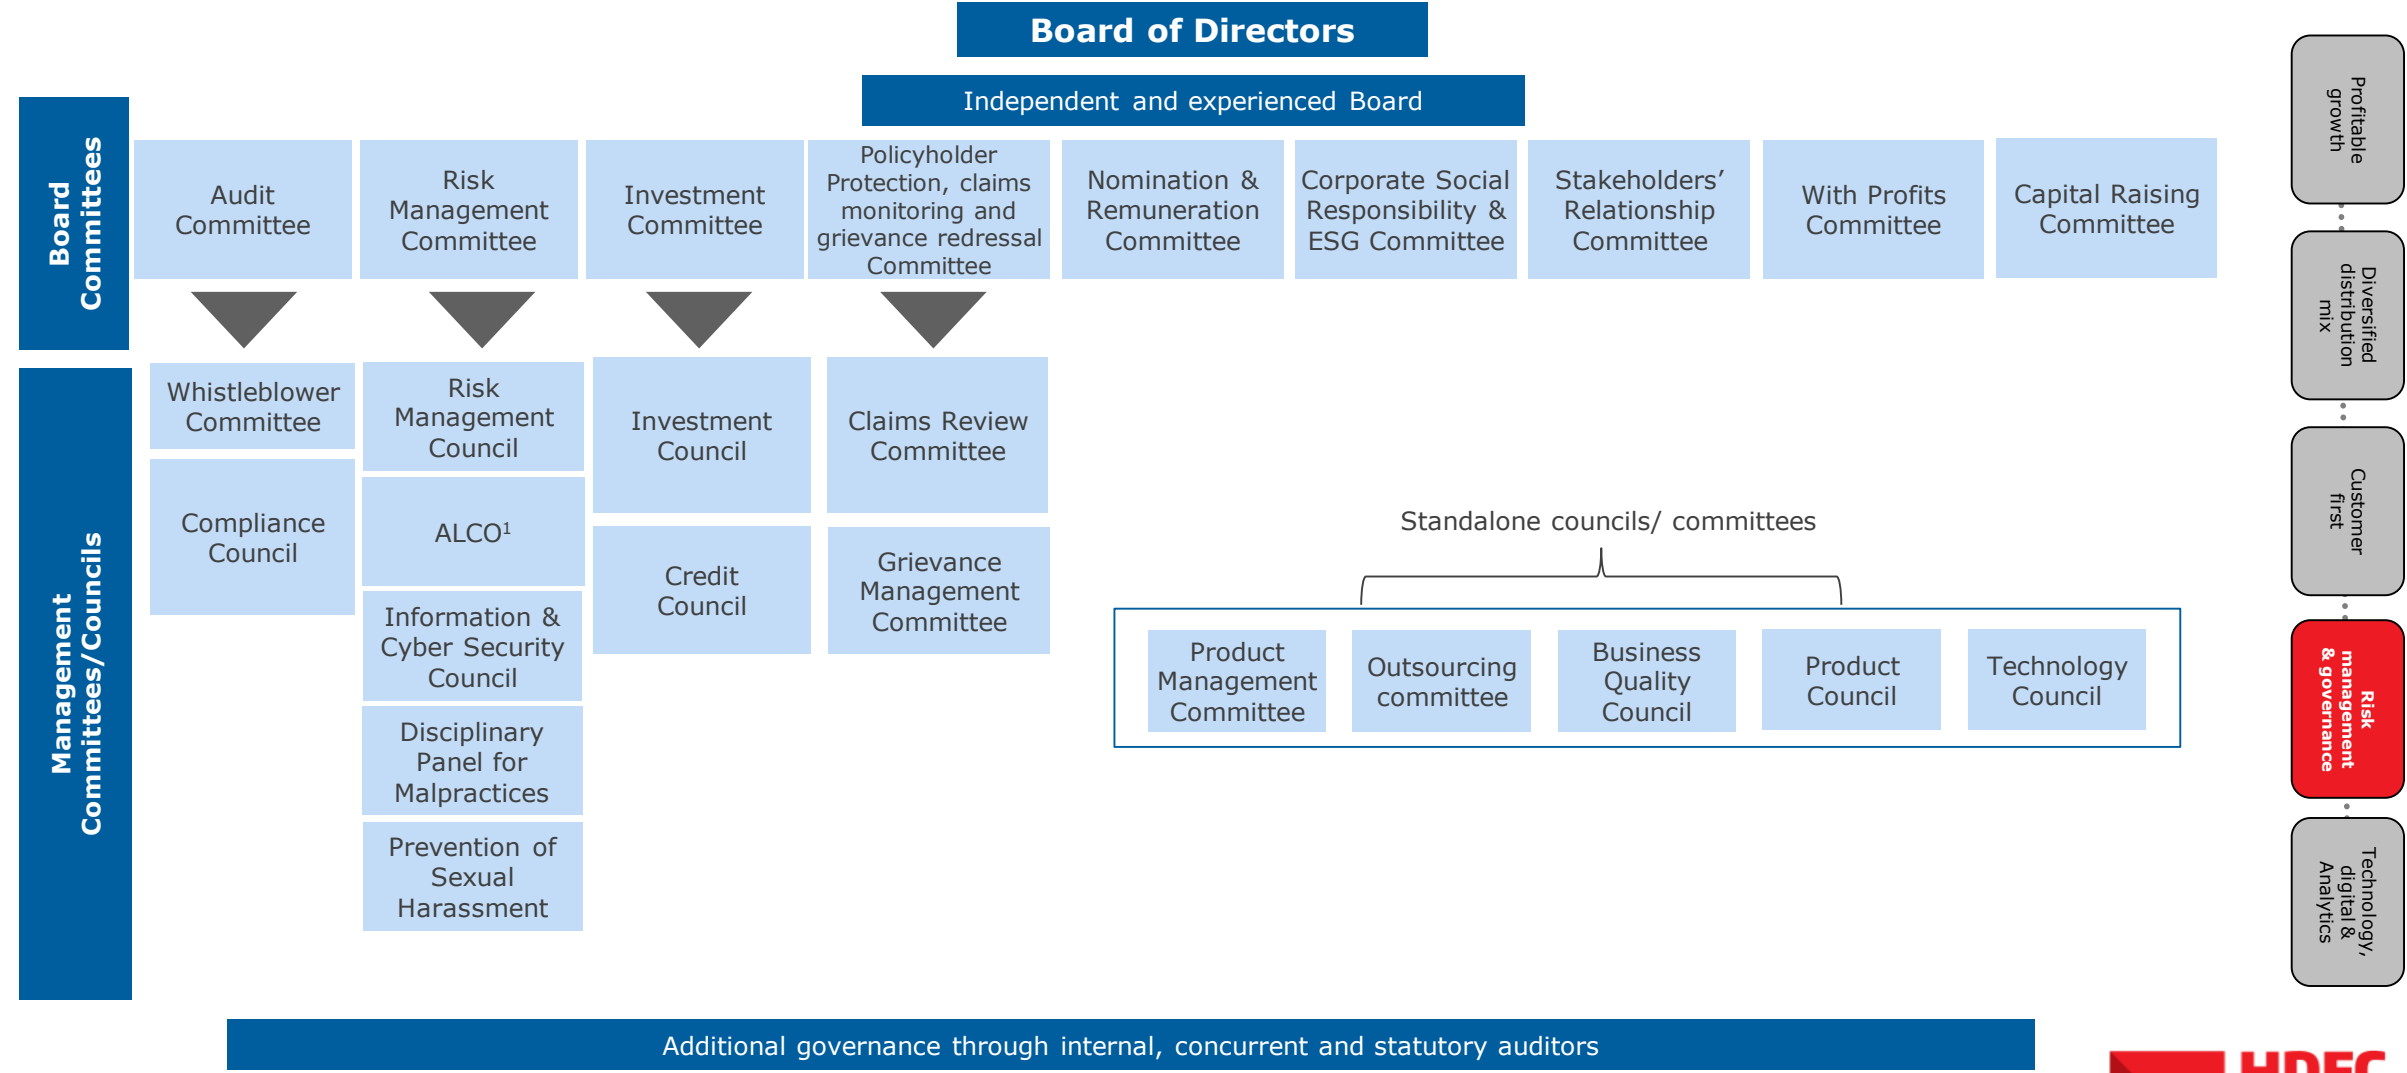 Board of Directors
Independent and experienced Board
Board
Committees
Audit
Committee
Risk
Management
Committee
Investment
Committee
Policyholder
Protection, claims
monitoring and
grievance redressal
Committee
Nomination &
Remuneration
Committee
Corporate Social
Responsibility &
ESG Committee
Stakeholders’
Relationship
Committee
With Profits
Committee
Capital Raising
Committee
Management
Committees/Councils
Whistleblower
Committee
Compliance
Council
Risk
Management
Council
ALCO¹
Information &
Cyber Security
Council
Disciplinary
Panel for
Malpractices
Prevention of
Sexual
Harassment
Investment
Council
Credit
Council
Claims Review
Committee
Grievance
Management
Committee
Standalone councils/ committees
Product
Management
Committee
Outsourcing
committee
Business
Quality
Council
Product
Council
Technology
Council
Additional governance through internal, concurrent and statutory auditors
Profitable
growth
Diversified
distribution
mix
Customer
first
Risk
management
& governance
Technology,
digital &
Analytics
HDFC